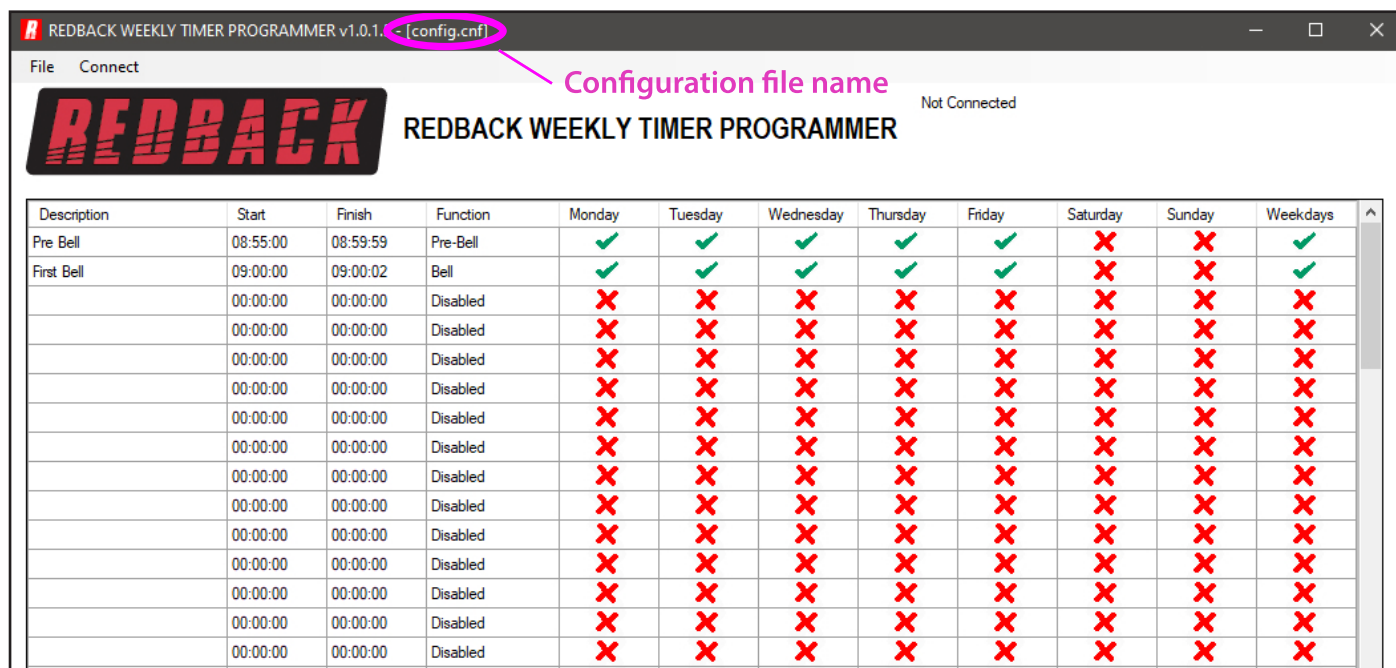 REDBACK WEEKLY TIMER PROGRAMMER v1.0.1. - [config.cnf]
File Connect
Configuration file name
Not Connected
REDBACK
REDBACK WEEKLY TIMER PROGRAMMER
Description Start Finish Function Monday Tuesday Wednesday Thursday Friday Saturday Sunday Weekdays
Pre Bell 08:55:00 08:59:59 Pre-Bell
First Bell 09:00:00 09:00:02 Bell
00:00:00 00:00:00 Disabled
00:00:00 00:00:00 Disabled
00:00:00 00:00:00 Disabled
00:00:00 00:00:00 Disabled
00:00:00 00:00:00 Disabled
00:00:00 00:00:00 Disabled
00:00:00 00:00:00 Disabled
00:00:00 00:00:00 Disabled
00:00:00 00:00:00 Disabled
00:00:00 00:00:00 Disabled
00:00:00 00:00:00 Disabled
00:00:00 00:00:00 Disabled
00:00:00 00:00:00 Disabled